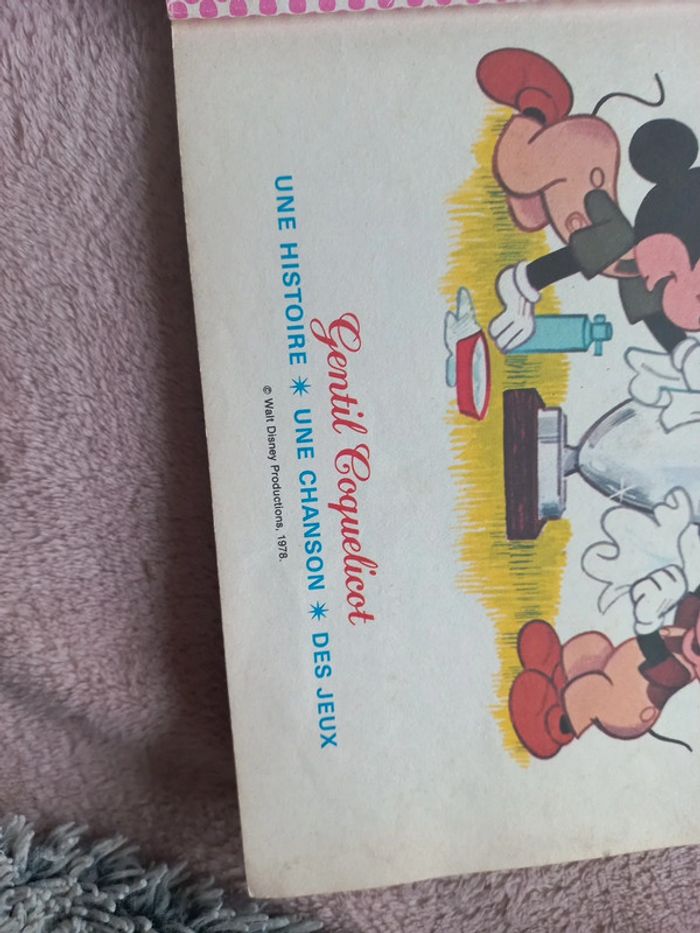 Gentil Coquelicot
UNE HISTOIRE * UNE CHANSON * DES JEUX
© Walt Disney Productions, 1978.